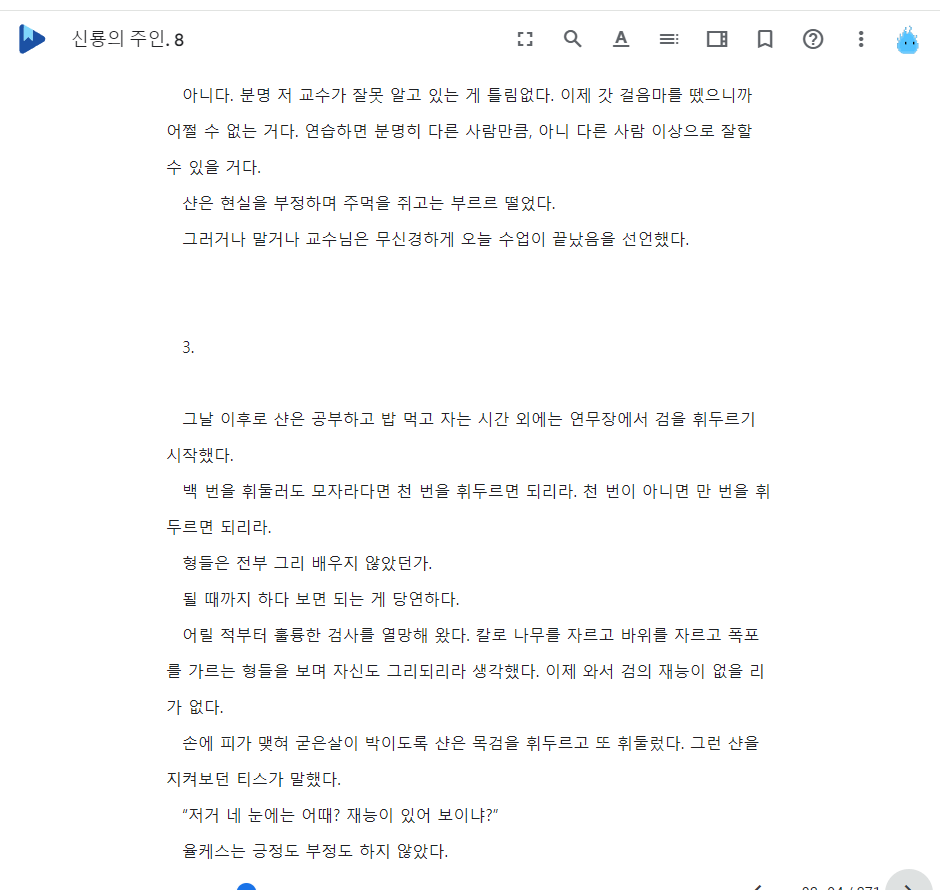 신룡의 주인. 8
아니다. 분명 저 교수가 잘못 알고 있는 게 틀림없다. 이제 갓 걸음마를 뗐으니까
어쩔 수 없는 거다. 연습하면 분명히 다른 사람만큼, 아니 다른 사람 이상으로 잘할
수 있을 거다.
샨은 현실을 부정하며 주먹을 쥐고는 부르르 떨었다.
그러거나 말거나 교수님은 무신경하게 오늘 수업이 끝났음을 선언했다.
3.
그날 이후로 샨은 공부하고 밥 먹고 자는 시간 외에는 연무장에서 검을 휘두르기
시작했다.
백 번을 휘둘러도 모자라다면 천 번을 휘두르면 되리라. 천 번이 아니면 만 번을 휘
두르면 되리라.
형들은 전부 그리 배우지 않았던가.
될 때까지 하다 보면 되는 게 당연하다.
어릴 적부터 훌륭한 검사를 열망해 왔다. 칼로 나무를 자르고 바위를 자르고 폭포
를 가르는 형들을 보며 자신도 그리되리라 생각했다. 이제 와서 검의 재능이 없을 리
가 없다.
손에 피가 맺혀 굳은살이 박이도록 샨은 목검을 휘두르고 또 휘둘렀다. 그런 샨을
지켜보던 티스가 말했다.
“저거 네 눈에는 어때? 재능이 있어 보이냐?”
율케스는 긍정도 부정도 하지 않았다.